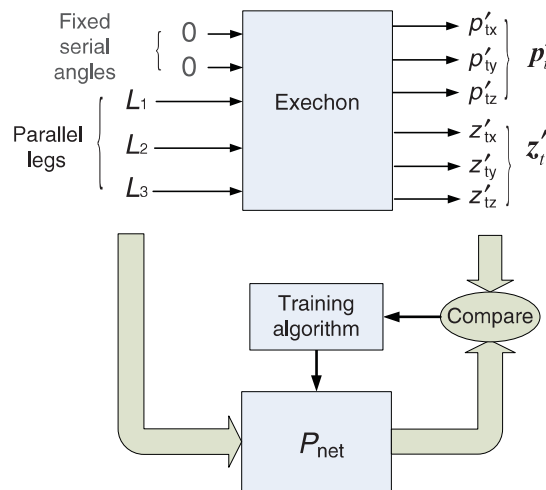 Fixed
serial
angles
0
0
Parallel
legs
L₁
L₂
L₃
Exechon
p′tx
p′ty
p′tz
z′tx
z′ty
z′tz
p′t
z′t
Training
algorithm
Compare
Pnet